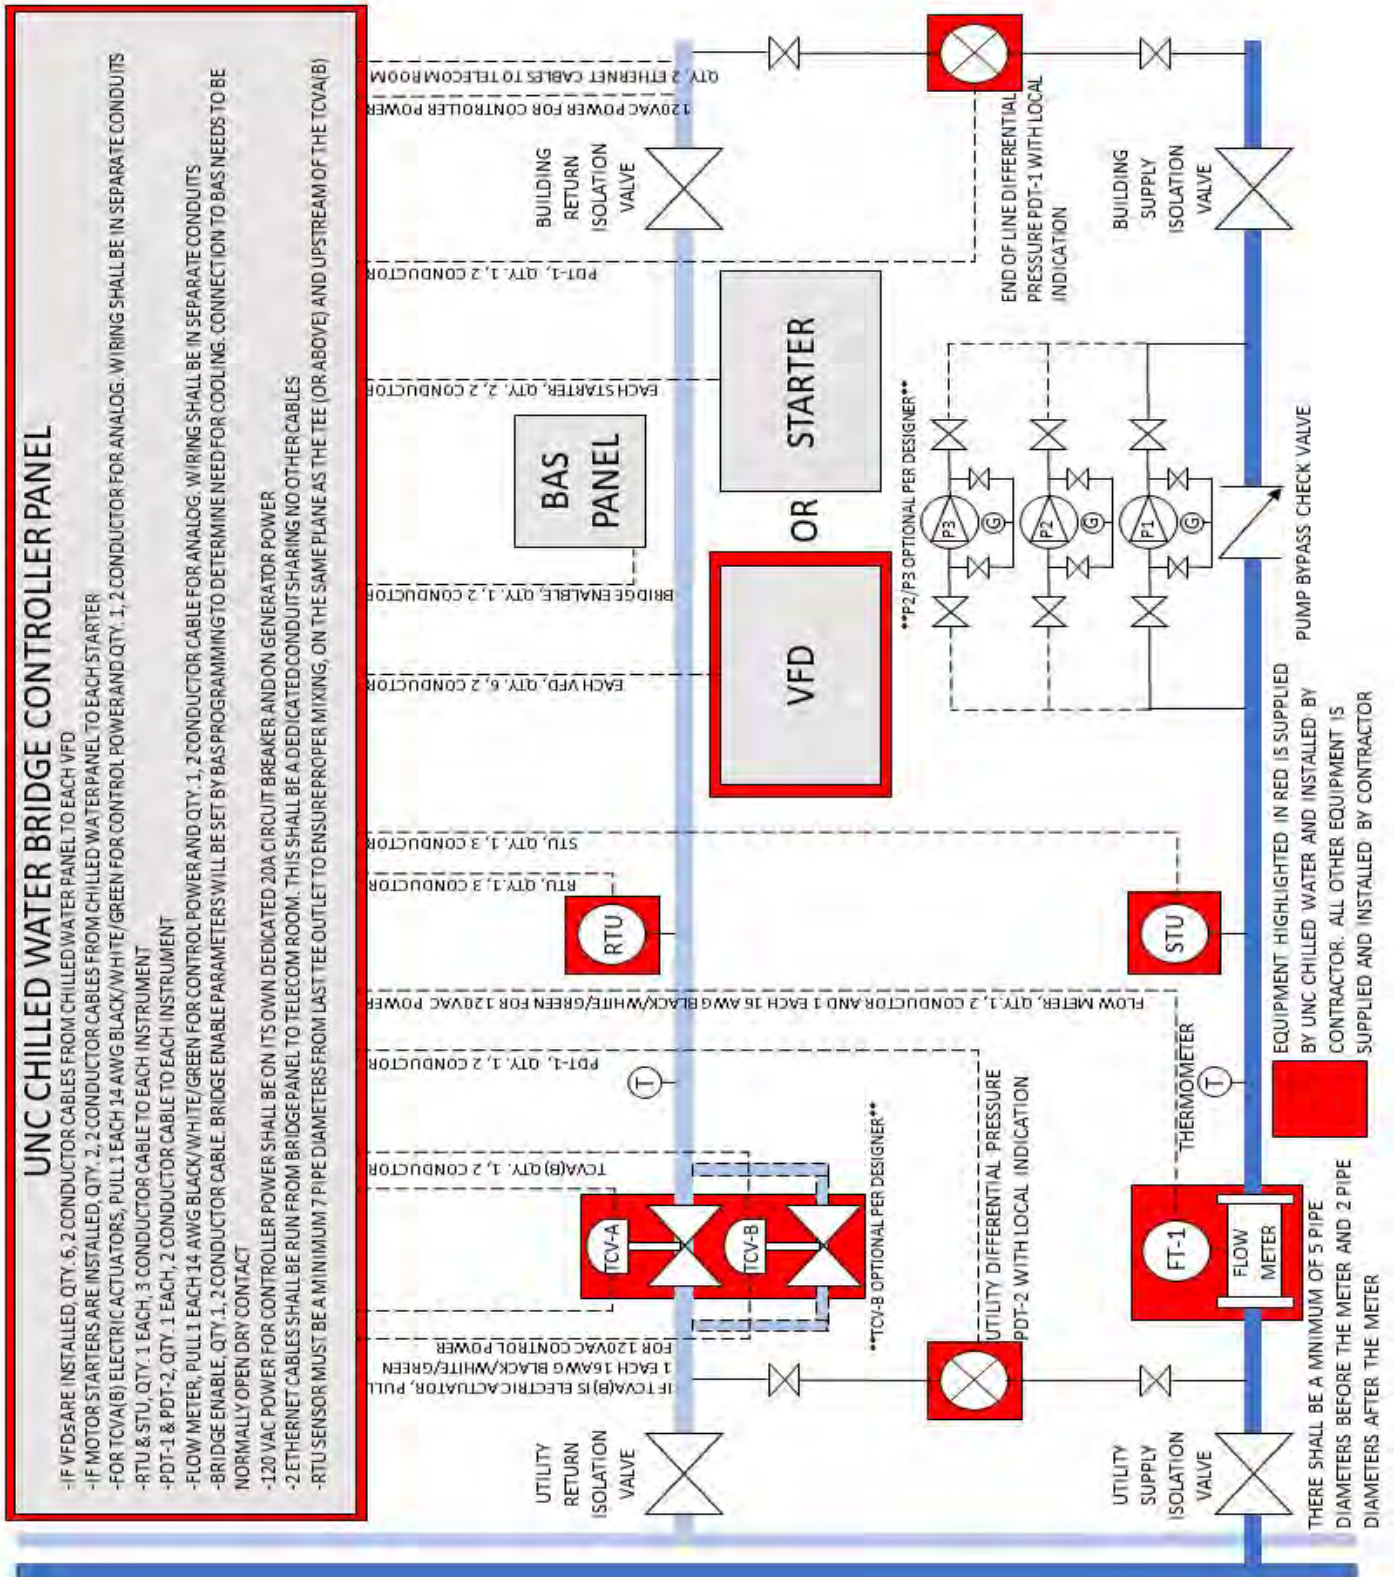 UNC CHILLED WATER BRIDGE CONTROLLER PANEL
-IF VFDs ARE INSTALLED, QTY. 6, 2 CONDUCTOR CABLES FROM CHILLED WATER PANEL TO EACH VFD
-IF MOTOR STARTERS ARE INSTALLED, QTY. 2, 2 CONDUCTOR CABLES FROM CHILLED WATER PANEL TO EACH STARTER
-FOR TCVA(B) ELECTRIC ACTUATORS, PULL 1 EACH 14 AWG BLACK/WHITE/GREEN FOR CONTROL POWER AND QTY. 1, 2 CONDUCTOR FOR ANALOG. WIRING SHALL BE IN SEPARATE CONDUITS
-RTU & STU, QTY. 1 EACH, 3 CONDUCTOR CABLE TO EACH INSTRUMENT
-PDT-1 & PDT-2, QTY. 1 EACH, 2 CONDUCTOR CABLE TO EACH INSTRUMENT
-FLOW METER, PULL 1 EACH 14 AWG BLACK/WHITE/GREEN FOR CONTROL POWER AND QTY. 1, 2 CONDUCTOR CABLE FOR ANALOG. WIRING SHALL BE IN SEPARATE CONDUITS
-BRIDGE ENABLE, QTY. 1, 2 CONDUCTOR CABLE. BRIDGE ENABLE PARAMETERS WILL BE SET BY BAS PROGRAMMING TO DETERMINE NEED FOR COOLING. CONNECTION TO BAS NEEDS TO BE
NORMALLY OPEN DRY CONTACT
-120 VAC POWER FOR CONTROLLER POWER SHALL BE ON ITS OWN DEDICATED 20A CIRCUIT BREAKER AND ON GENERATOR POWER
-2 ETHERNET CABLES SHALL BE RUN FROM BRIDGE PANEL TO TELECOM ROOM. THIS SHALL BE A DEDICATED CONDUIT SHARING NO OTHER CABLES
-RTU SENSOR MUST BE A MINIMUM 7 PIPE DIAMETERS FROM LAST TEE OUTLET TO ENSURE PROPER MIXING, ON THE SAME PLANE AS THE TEE (OR ABOVE) AND UPSTREAM OF THE TCVA(B)
IF TCVA(B) IS ELECTRIC ACTUATOR, PULL
1 EACH 16 AWG BLACK/WHITE/GREEN
FOR 120VAC CONTROL POWER
TCVA(B) QTY. 1, 2 CONDUCTOR
PDT-1, QTY. 1, 2 CONDUCTOR
FLOW METER, QTY. 1, 2 CONDUCTOR AND 1 EACH 16 AWG BLACK/WHITE/GREEN FOR 120VAC POWER
RTU, QTY. 1, 3 CONDUCTOR
STU, QTY. 1, 3 CONDUCTOR
EACH VFD, QTY. 6, 2 CONDUCTOR
BRIDGE ENALBLE, QTY. 1, 2 CONDUCTOR
EACH STARTER, QTY. 2, 2 CONDUCTOR
PDT-1, QTY. 1, 2 CONDUCTOR
120VAC POWER FOR CONTROLLER POWER
QTY. 2 ETHERNET CABLES TO TELECOM ROOM
UTILITY
RETURN
ISOLATION
VALVE
TCV-A
TCV-B
**TCV-B OPTIONAL PER DESIGNER**
T
RTU
BAS
PANEL
BUILDING
RETURN
ISOLATION
VALVE
VFD
OR
STARTER
**P2/P3 OPTIONAL PER DESIGNER**
P3
G
P2
G
P1
G
UTILITY DIFFERENTIAL PRESSURE
PDT-2 WITH LOCAL INDICATION
END OF LINE DIFFERENTIAL
PRESSURE PDT-1 WITH LOCAL
INDICATION
UTILITY
SUPPLY
ISOLATION
VALVE
FT-1
FLOW
METER
THERMOMETER
T
STU
BUILDING
SUPPLY
ISOLATION
VALVE
PUMP BYPASS CHECK VALVE
THERE SHALL BE A MINIMUM OF 5 PIPE
DIAMETERS BEFORE THE METER AND 2 PIPE
DIAMETERS AFTER THE METER
EQUIPMENT HIGHLIGHTED IN RED IS SUPPLIED
BY UNC CHILLED WATER AND INSTALLED BY
CONTRACTOR. ALL OTHER EQUIPMENT IS
SUPPLIED AND INSTALLED BY CONTRACTOR